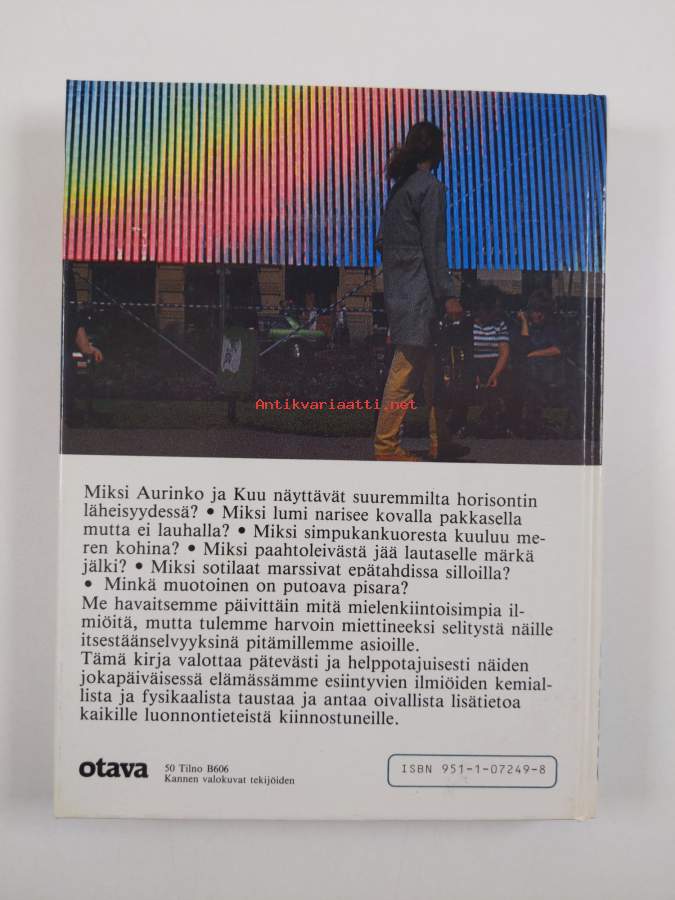 Antikvariaatti.net
Miksi Aurinko ja Kuu näyttävät suuremmilta horisontin
läheisyydessä? • Miksi lumi narisee kovalla pakkasella
mutta ei lauhalla? • Miksi simpukankuoresta kuuluu me-
ren kohina? • Miksi paahtoleivästä jää lautaselle märkä
jälki? • Miksi sotilaat marssivat epätahdissa silloilla?
• Minkä muotoinen on putoava pisara?
Me havaitsemme päivittäin mitä mielenkiintoisimpia il-
miöitä, mutta tulemme harvoin miettineeksi selitystä näille
itsestäänselvyyksinä pitämillemme asioille.
Tämä kirja valottaa pätevästi ja helppotajuisesti näiden
jokapäiväisessä elämässämme esiintyvien ilmiöiden kemial-
lista ja fysikaalista taustaa ja antaa oivallista lisätietoa
kaikille luonnontieteistä kiinnostuneille.
otava
50 Tilno B606
Kannen valokuvat tekijöiden
ISBN 951-1-07249-8